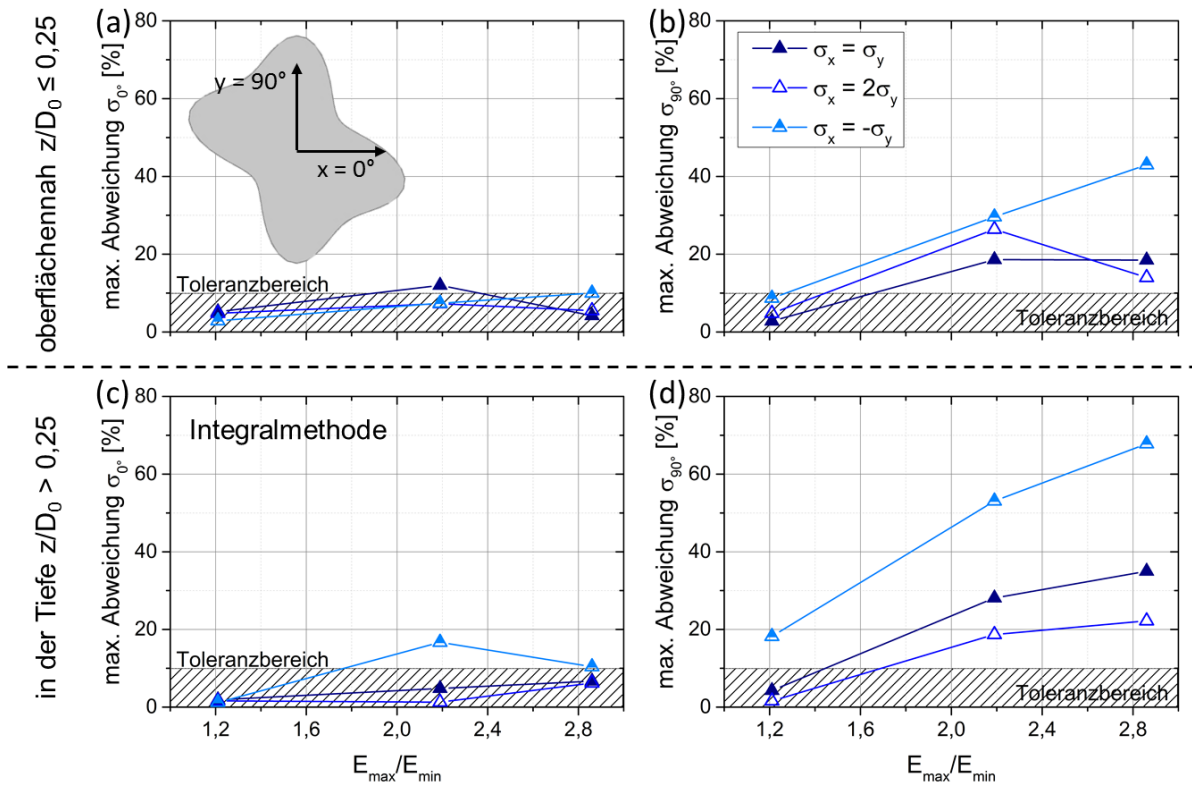 oberflächennah z/D₀ ≤ 0,25
(a)
max. Abweichung σ₀° [%]
80
60
40
20
0
y = 90°
x = 0°
Toleranzbereich
(b)
max. Abweichung σ₉₀° [%]
80
60
40
20
0
σₓ = σᵧ
σₓ = 2σᵧ
σₓ = -σᵧ
Toleranzbereich
in der Tiefe z/D₀ > 0,25
(c)
max. Abweichung σ₀° [%]
80
60
40
20
0
Integralmethode
Toleranzbereich
1,2 1,6 2,0 2,4 2,8
Emax/Emin
(d)
max. Abweichung σ₉₀° [%]
80
60
40
20
0
Toleranzbereich
1,2 1,6 2,0 2,4 2,8
Emax/Emin